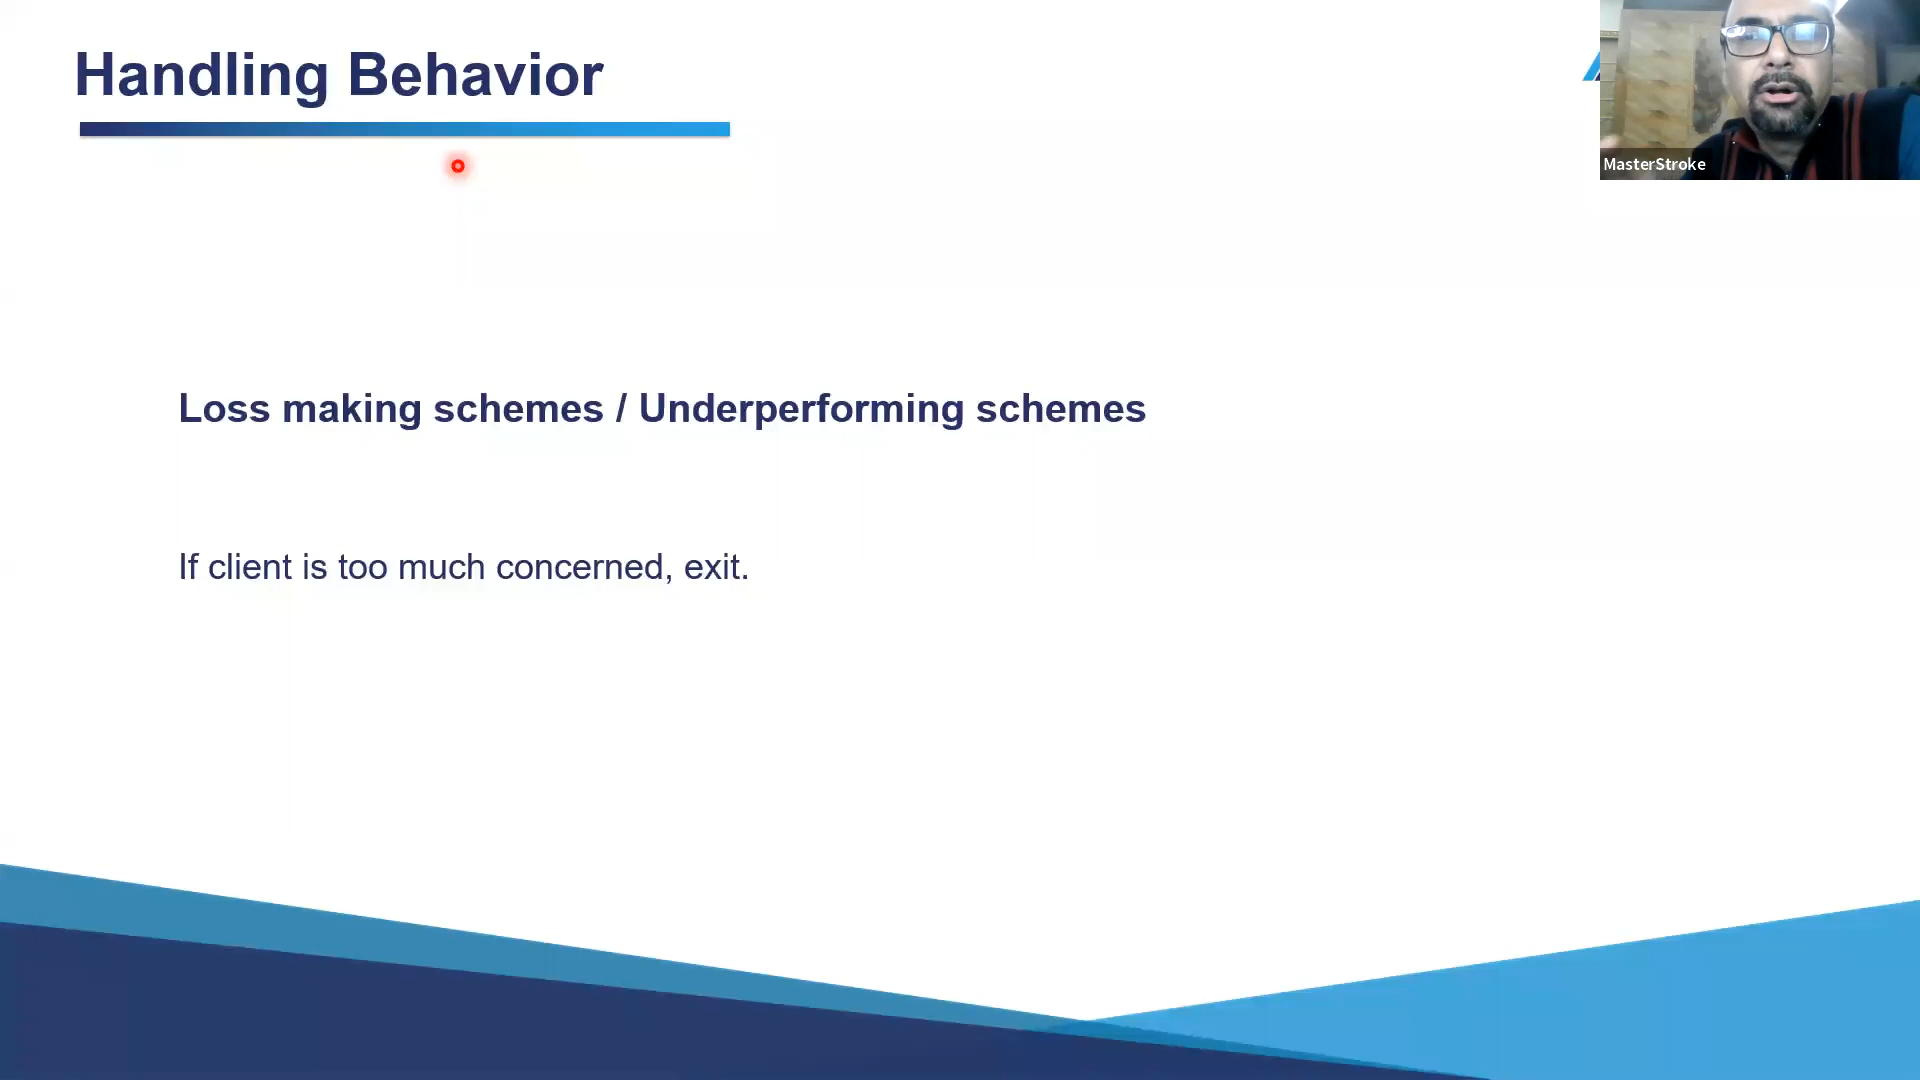 Handling Behavior
MasterStroke
Loss making schemes / Underperforming schemes
If client is too much concerned, exit.